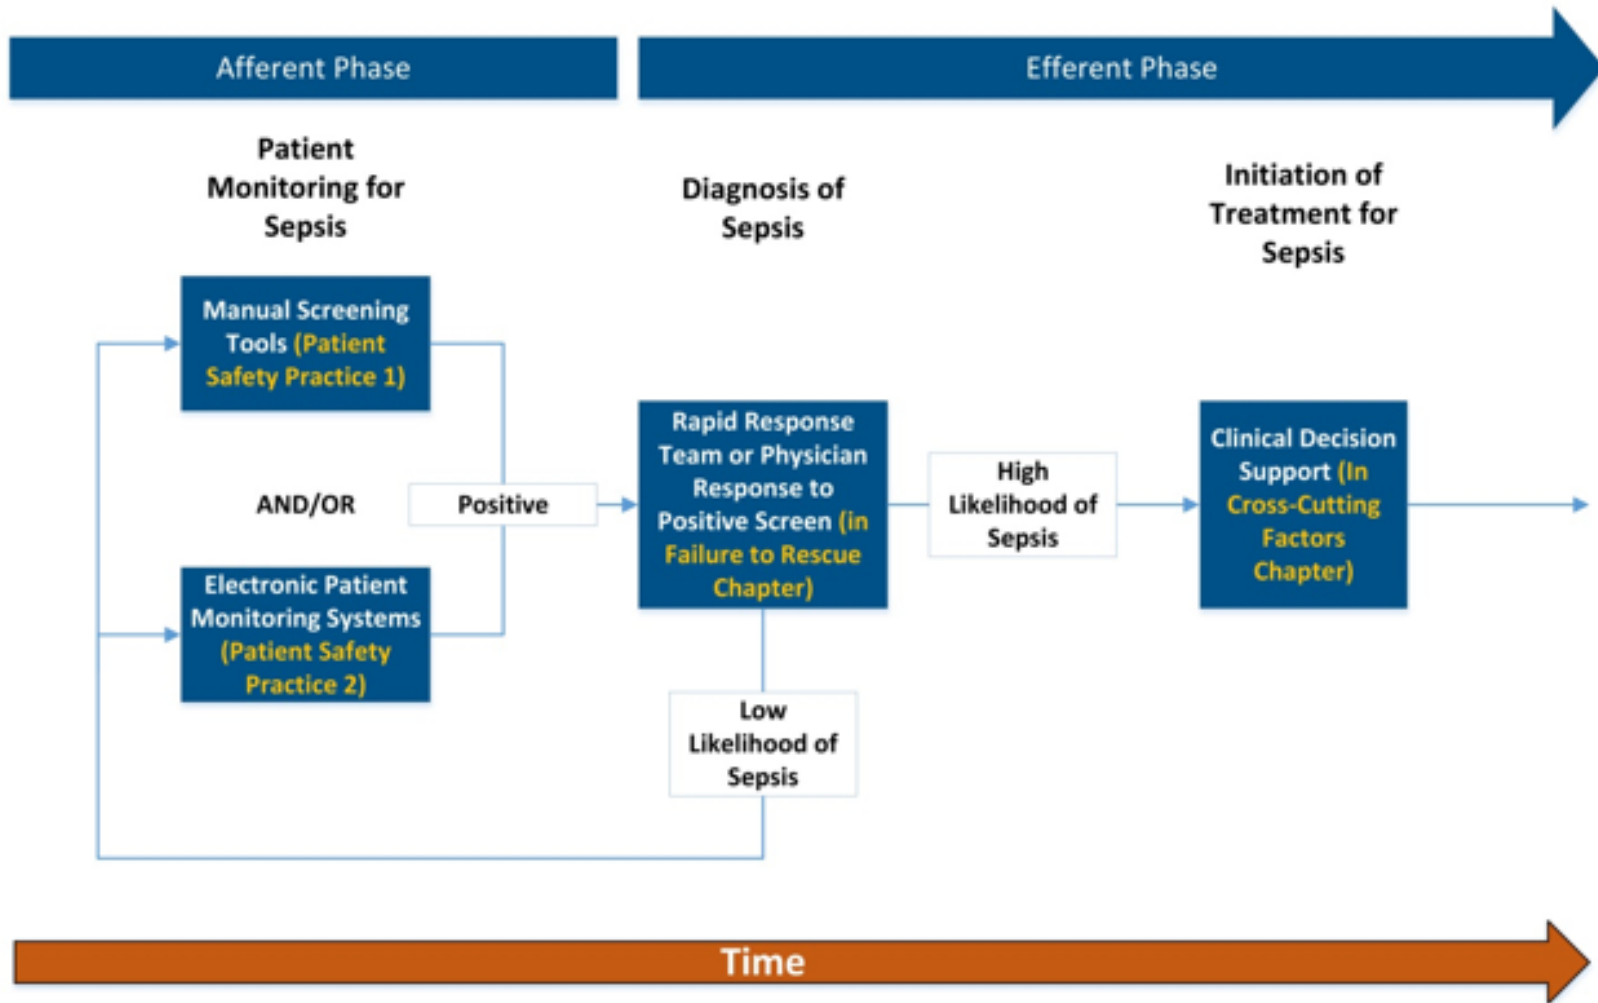 Afferent Phase
Efferent Phase
Patient
Monitoring for
Sepsis
Diagnosis of
Sepsis
Initiation of
Treatment for
Sepsis
Manual Screening
Tools (Patient
Safety Practice 1)
AND/OR
Electronic Patient
Monitoring Systems
(Patient Safety
Practice 2)
Positive
Rapid Response
Team or Physician
Response to
Positive Screen (in
Failure to Rescue
Chapter)
High
Likelihood of
Sepsis
Low
Likelihood of
Sepsis
Clinical Decision
Support (In
Cross-Cutting
Factors
Chapter)
Time